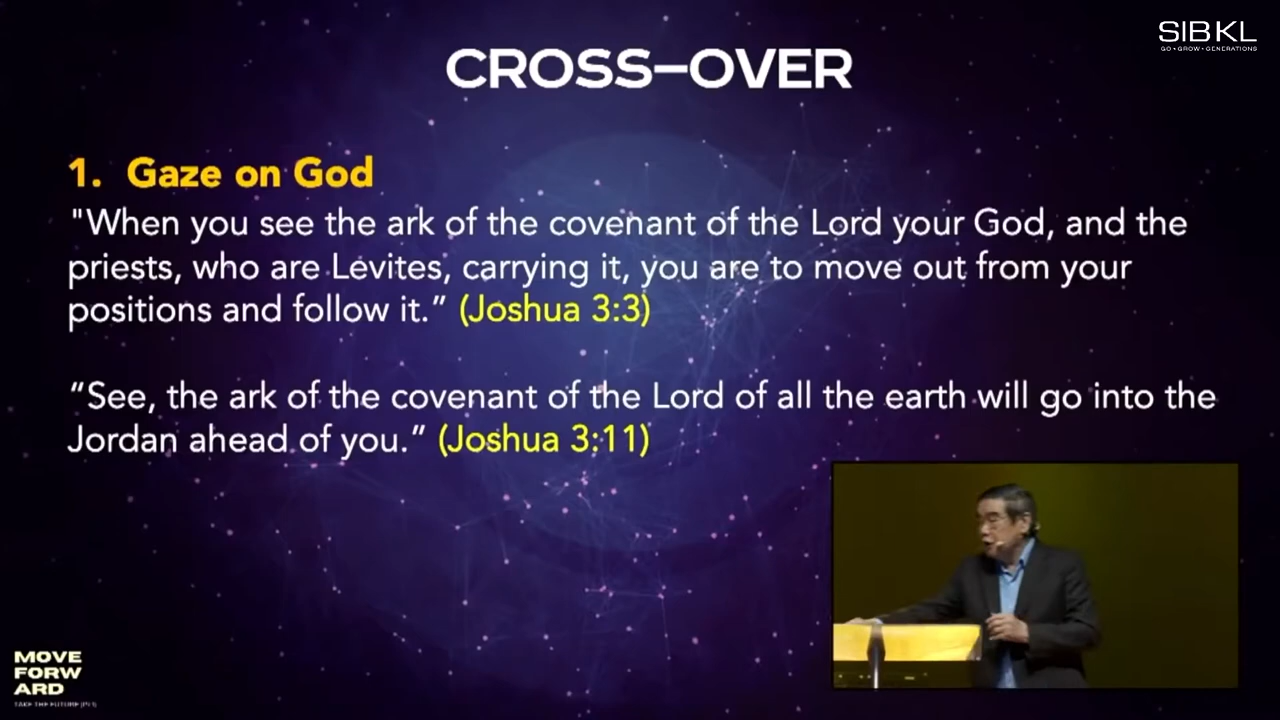 SIBKL
GO • GROW • GENERATIONS
CROSS–OVER
1. Gaze on God
"When you see the ark of the covenant of the Lord your God, and the
priests, who are Levites, carrying it, you are to move out from your
positions and follow it.” (Joshua 3:3)
“See, the ark of the covenant of the Lord of all the earth will go into the
Jordan ahead of you.” (Joshua 3:11)
MOVE
FORW
ARD
TAKE THE FUTURE